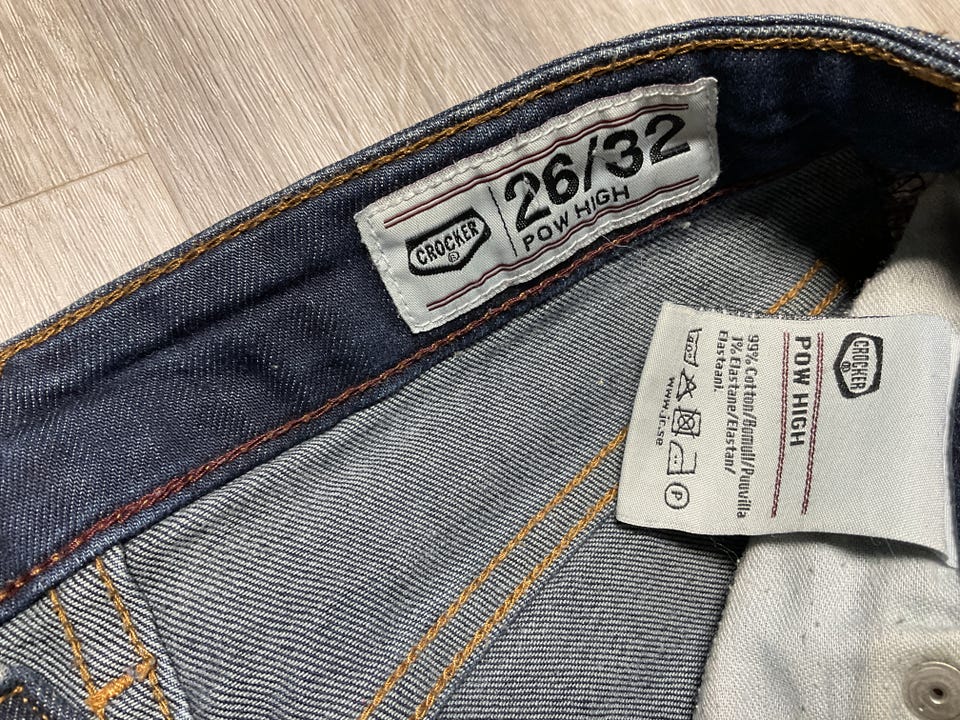 CROCKER
®
26/32
POW HIGH
CROCKER
®
POW HIGH
99% Cotton/Bomull/Puuvilla
1% Elastane/Elastan/
Elastaani.
P
www.jc.se